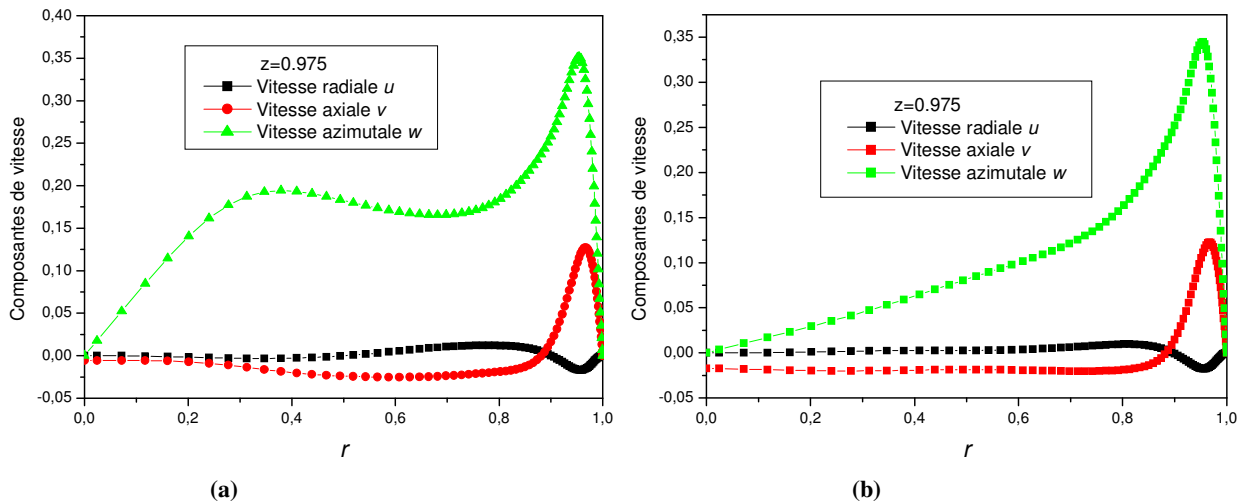 0,40
0,35
0,30
0,25
0,20
0,15
0,10
0,05
0,00
-0,05
Composantes de vitesse
z=0.975
Vitesse radiale u
Vitesse axiale v
Vitesse azimutale w
0,0 0,2 0,4 0,6 0,8 1,0
r
(a)
0,35
0,30
0,25
0,20
0,15
0,10
0,05
0,00
-0,05
Composantes de vitesse
z=0.975
Vitesse radiale u
Vitesse axiale v
Vitesse azimutale w
0,0 0,2 0,4 0,6 0,8 1,0
r
(b)